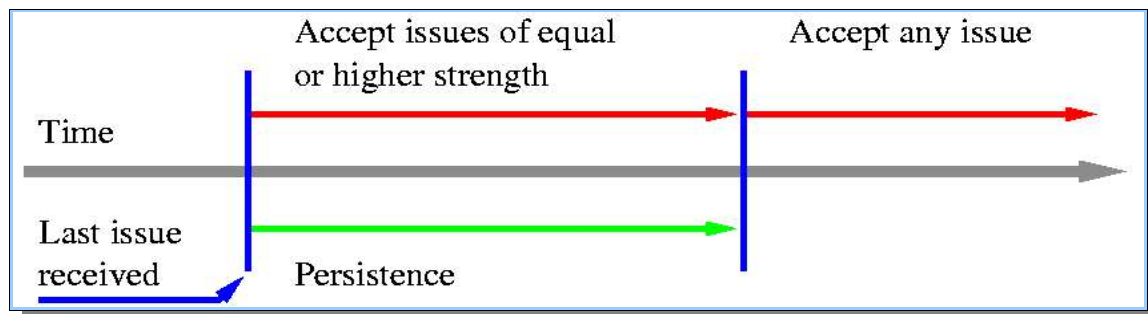 Accept issues of equal
or higher strength
Accept any issue
Time
Last issue
received
Persistence